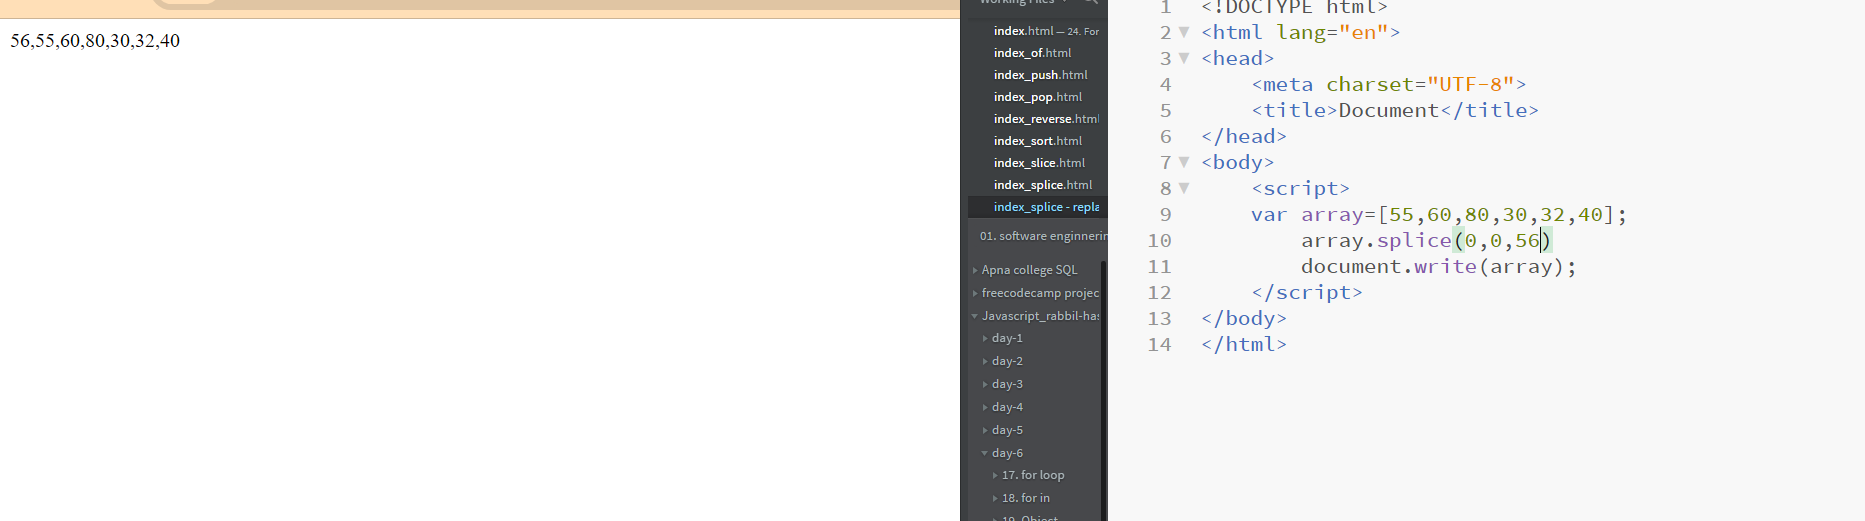 56,55,60,80,30,32,40
Working Files
index.html — 24. For
index_of.html
index_push.html
index_pop.html
index_reverse.html
index_sort.html
index_slice.html
index_splice.html
index_splice - repla
01. software enginnerin
Apna college SQL
freecodecamp projec
Javascript_rabbil-ha
day-1
day-2
day-3
day-4
day-5
day-6
17. for loop
18. for in
19. Object
1 <!DOCTYPE html>
2 <html lang="en">
3 <head>
4 <meta charset="UTF-8">
5 <title>Document</title>
6 </head>
7 <body>
8 <script>
9 var array=[55,60,80,30,32,40];
10 array.splice(0,0,56)
11 document.write(array);
12 </script>
13 </body>
14 </html>